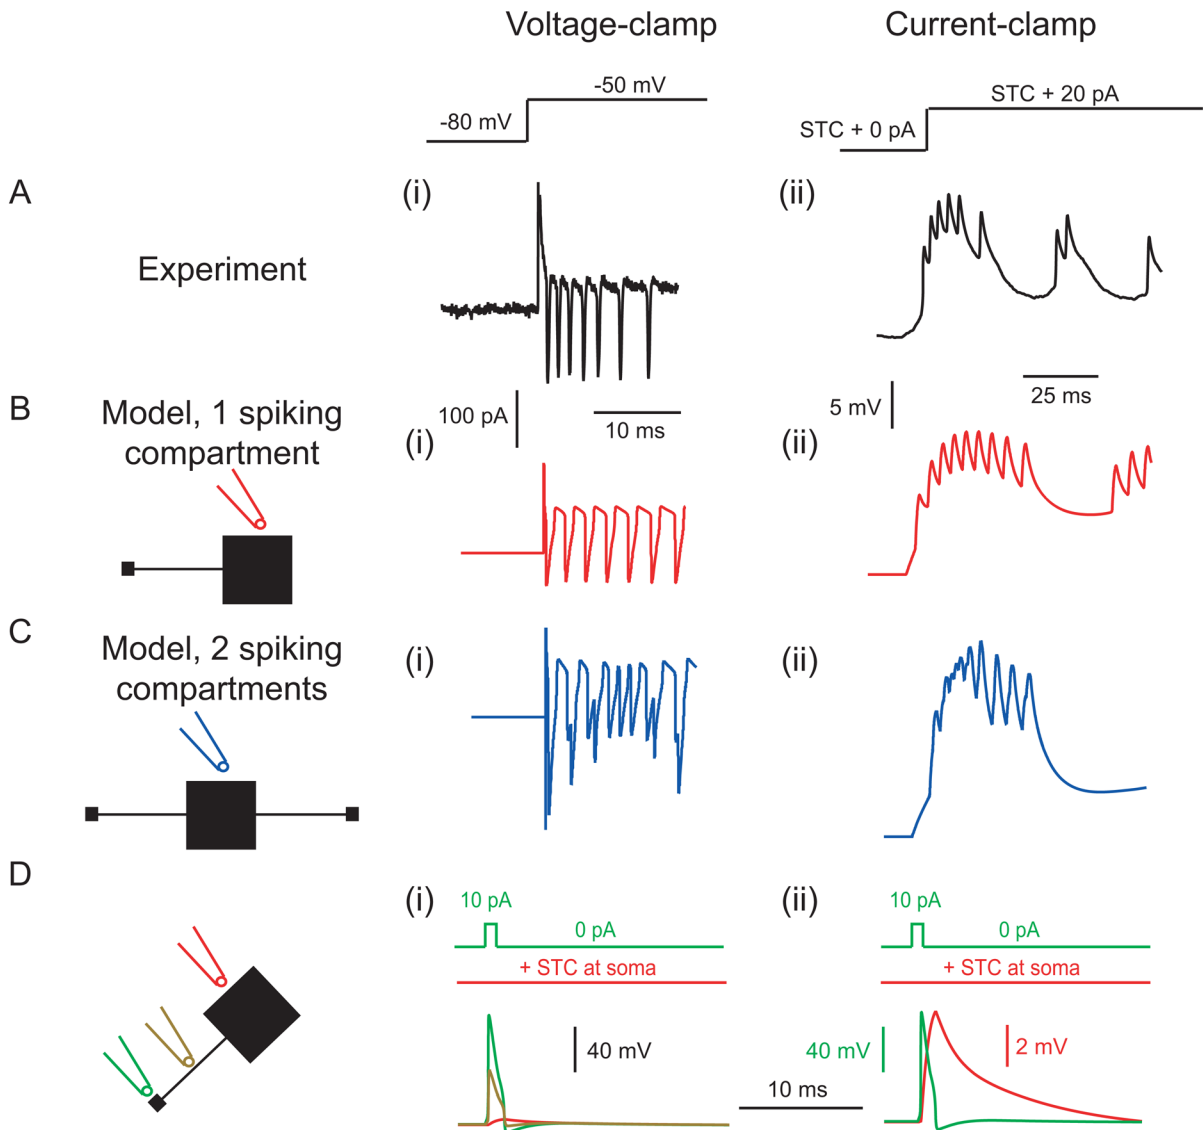 Voltage-clamp
Current-clamp
-80 mV
-50 mV
STC + 0 pA
STC + 20 pA
A
Experiment
(i)
(ii)
100 pA
10 ms
5 mV
25 ms
B
Model, 1 spiking
compartment
(i)
(ii)
C
Model, 2 spiking
compartments
(i)
(ii)
D
(i)
10 pA
0 pA
+ STC at soma
40 mV
(ii)
10 pA
0 pA
+ STC at soma
40 mV
2 mV
10 ms